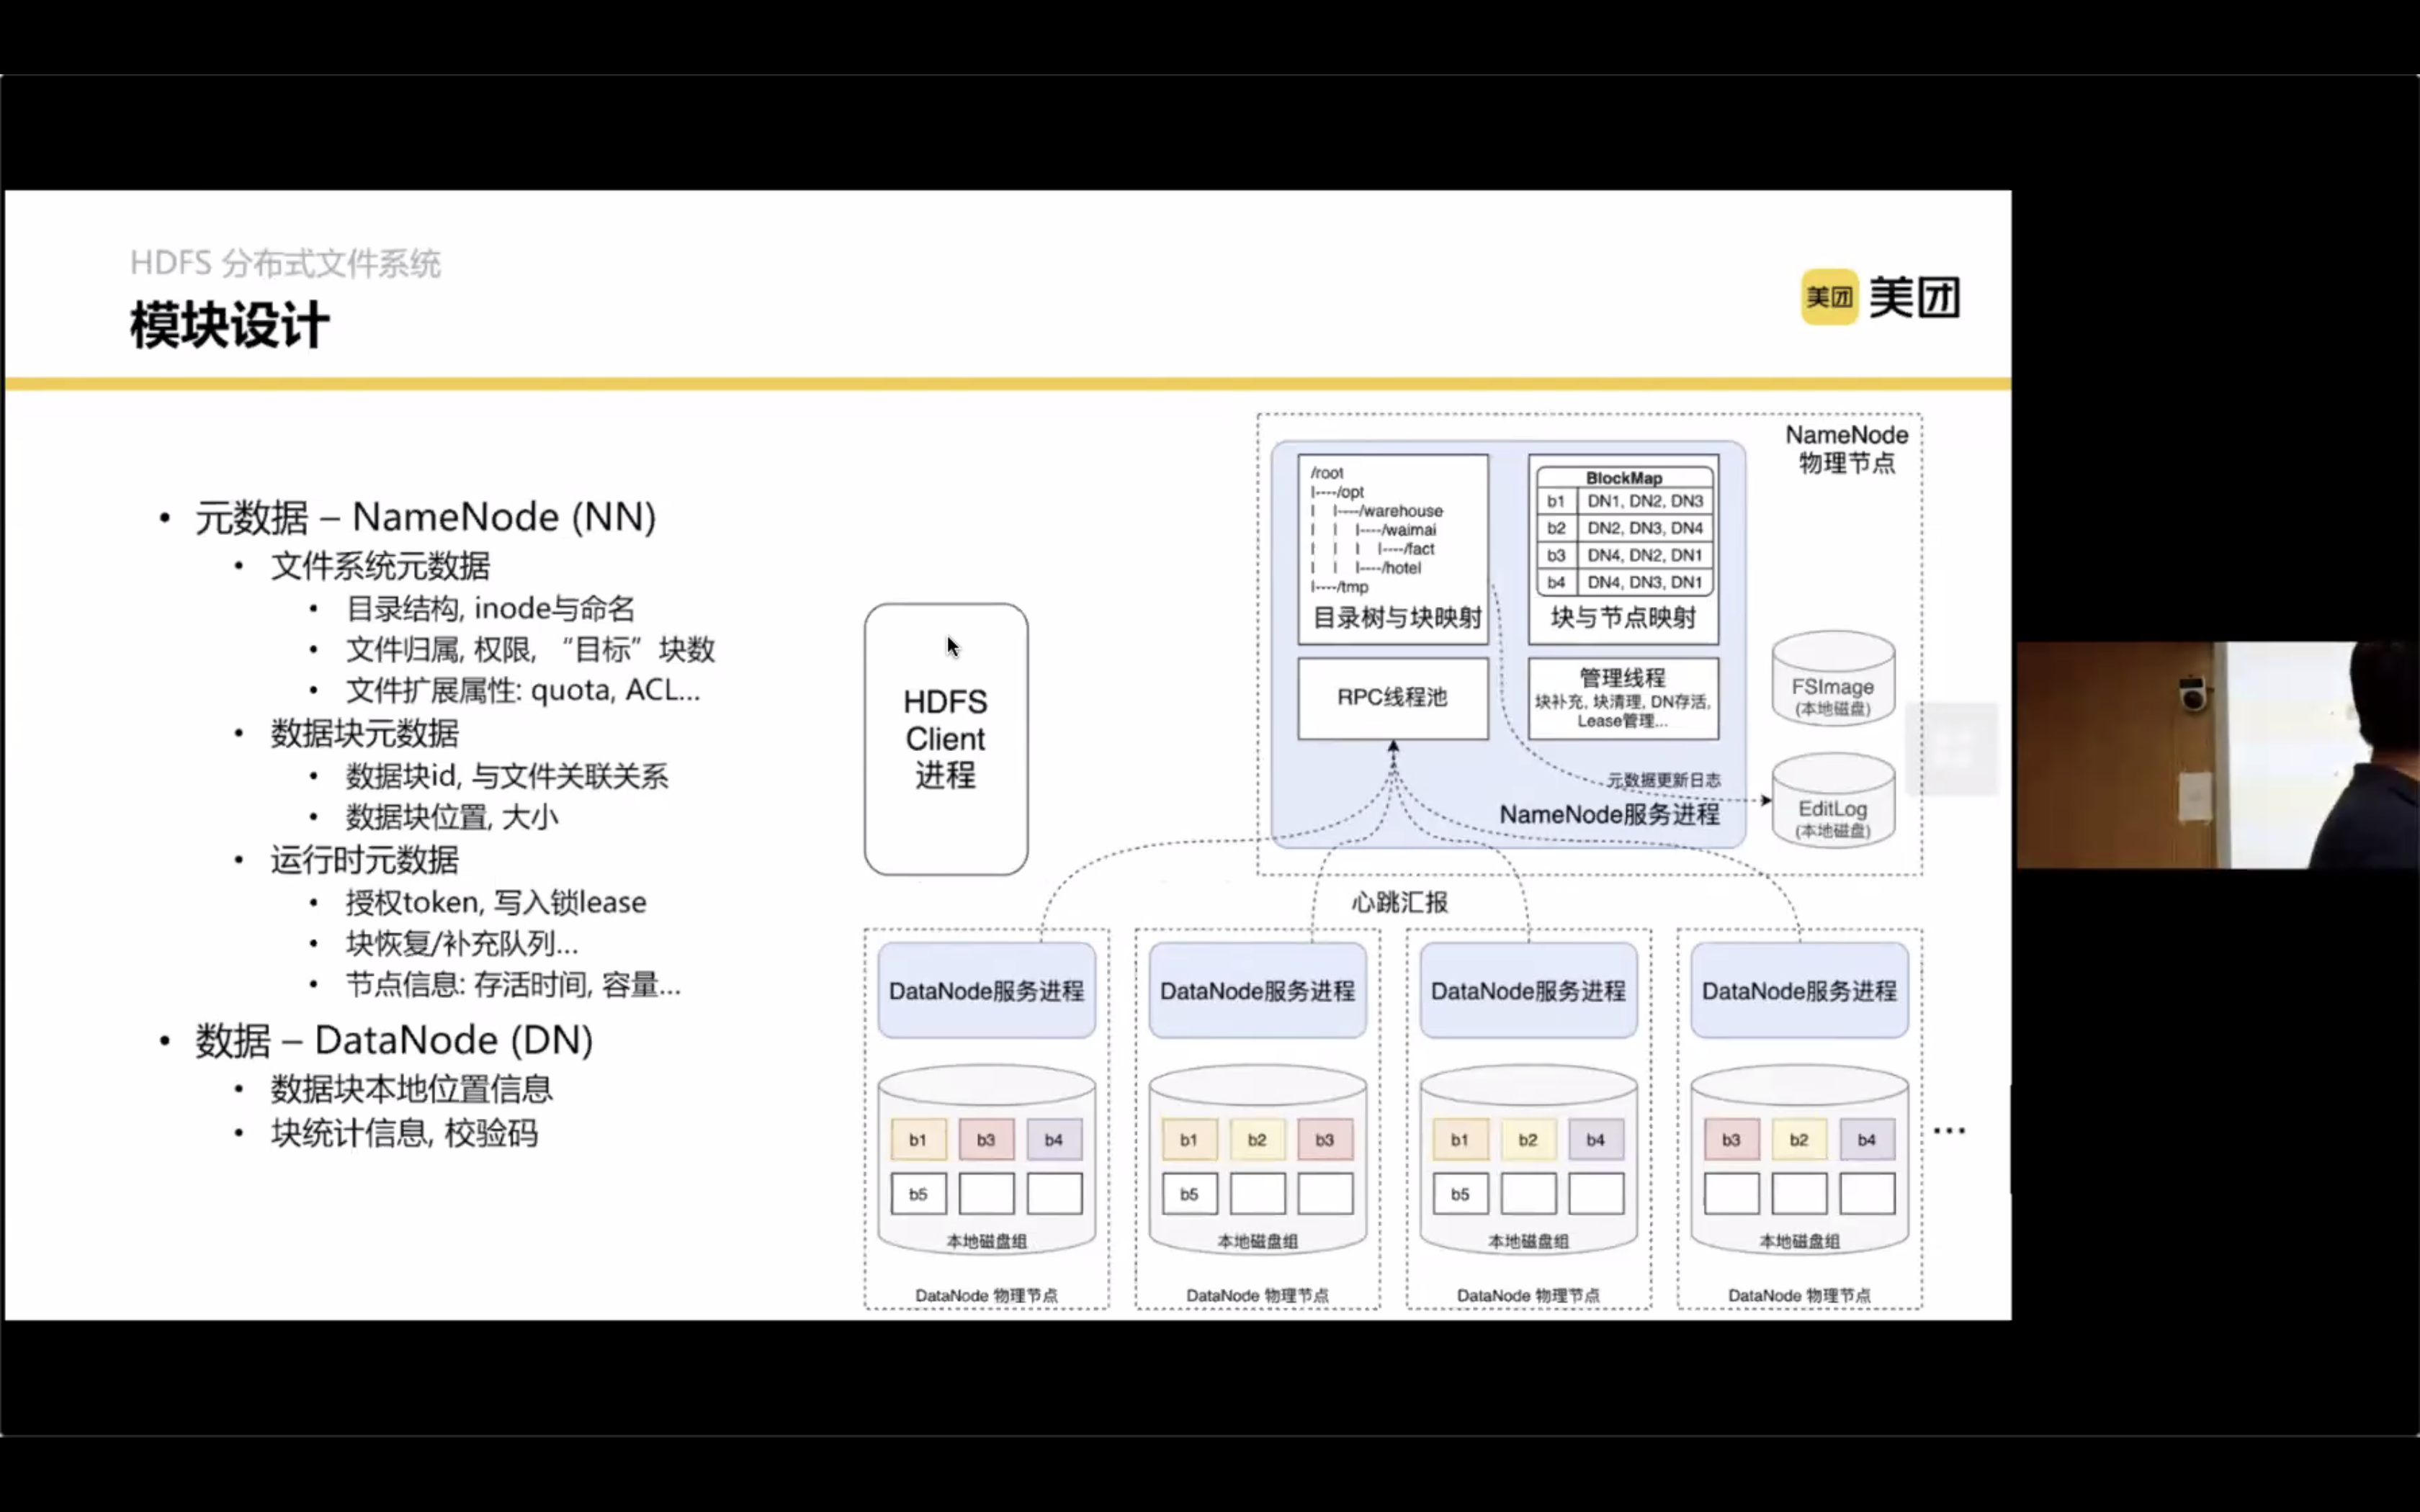 HDFS 分布式文件系统
模块设计
美团 美团
• 元数据 – NameNode (NN)
• 文件系统元数据
• 目录结构, inode与命名
• 文件归属, 权限, “目标” 块数
• 文件扩展属性: quota, ACL...
• 数据块元数据
• 数据块id, 与文件关联关系
• 数据块位置, 大小
• 运行时元数据
• 授权token, 写入锁lease
• 块恢复/补充队列...
• 节点信息: 存活时间, 容量...
• 数据 – DataNode (DN)
• 数据块本地位置信息
• 块统计信息, 校验码
HDFS
Client
进程
NameNode
物理节点
/root
|----/opt
| |----/warehouse
| | |----/waimai
| | | |----/fact
| | |----/hotel
|----/tmp
目录树与块映射
BlockMap
b1 DN1, DN2, DN3
b2 DN2, DN3, DN4
b3 DN4, DN2, DN1
b4 DN4, DN3, DN1
块与节点映射
RPC线程池
管理线程
块补充, 块清理, DN存活,
Lease管理...
FSImage
(本地磁盘)
元数据更新日志
NameNode服务进程
EditLog
(本地磁盘)
心跳汇报
DataNode服务进程 DataNode服务进程 DataNode服务进程 DataNode服务进程
b1 b3 b4 b1 b2 b3 b1 b2 b4 b3 b2 b4 ...
b5 b5 b5
本地磁盘组 本地磁盘组 本地磁盘组 本地磁盘组
DataNode 物理节点 DataNode 物理节点 DataNode 物理节点 DataNode 物理节点